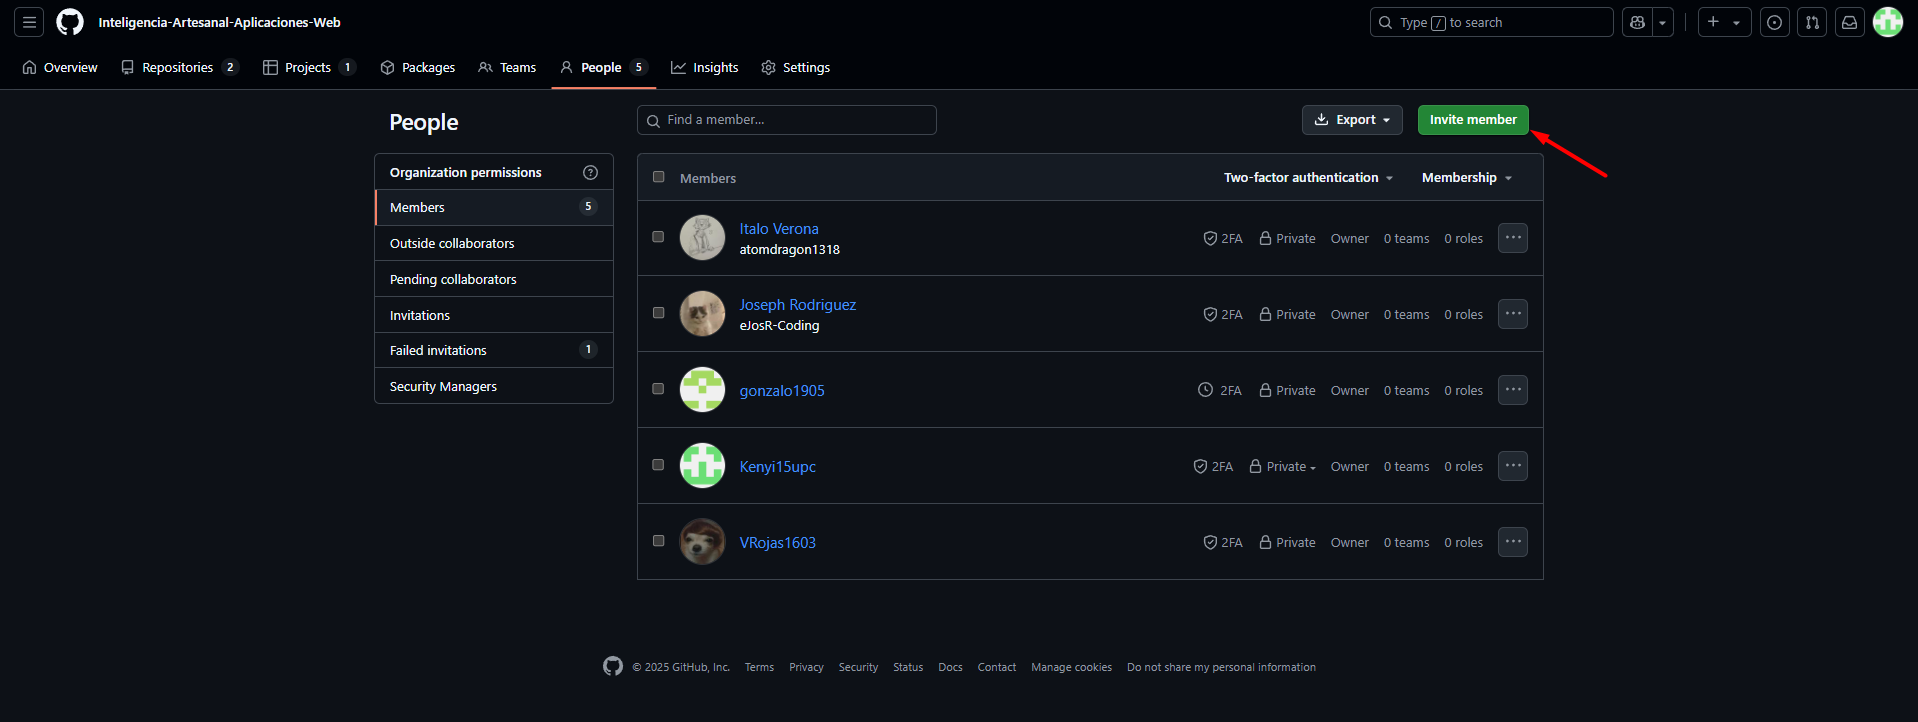 Inteligencia-Artesanal-Aplicaciones-Web
Type / to search
Overview Repositories 2 Projects 1 Packages Teams People 5 Insights Settings
People
Find a member...
Export
Invite member
Organization permissions
Members 5
Outside collaborators
Pending collaborators
Invitations
Failed invitations 1
Security Managers
Members Two-factor authentication Membership
Italo Verona
atomdragon1318
2FA Private Owner 0 teams 0 roles
Joseph Rodriguez
eJosR-Coding
2FA Private Owner 0 teams 0 roles
gonzalo1905
2FA Private Owner 0 teams 0 roles
Kenyi15upc
2FA Private Owner 0 teams 0 roles
VRojas1603
2FA Private Owner 0 teams 0 roles
© 2025 GitHub, Inc. Terms Privacy Security Status Docs Contact Manage cookies Do not share my personal information